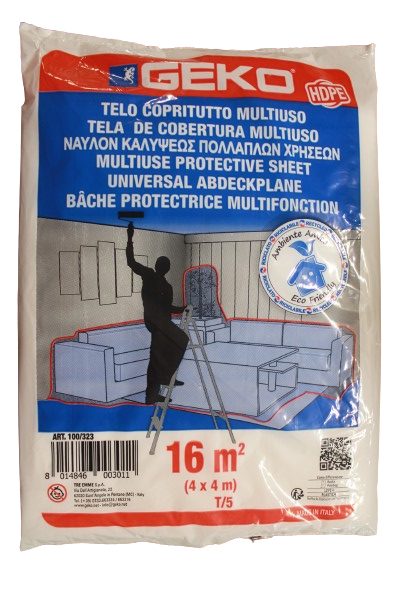 GEKO
HDPE
TELO COPRITUTTO MULTIUSO
TELA DE COBERTURA MULTIUSO
ΝΑΥΛΟΝ ΚΑΛΥΨΕΩΣ ΠΟΛΛΑΠΛΩΝ ΧΡΗΣΕΩΝ
MULTIUSE PROTECTIVE SHEET
UNIVERSAL ABDECKPLANE
BÂCHE PROTECTRICE MULTIFONCTION
Ambiente Amico
Eco Friendly
ART. 100/323
8 014846 003011
16 m²
(4 x 4 m)
T/5
TRE EMME S.p.A.
MADE IN ITALY